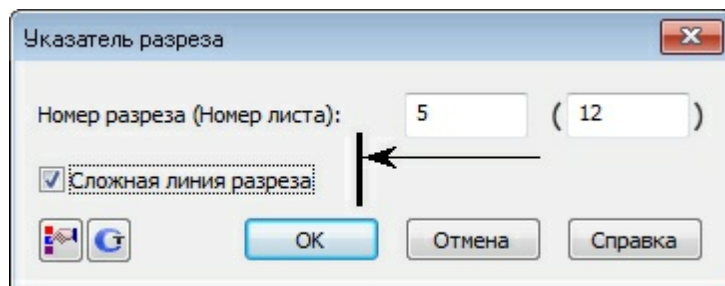 Указатель разреза
Номер разреза (Номер листа): 5 ( 12 )
Сложная линия разреза
OK Отмена Справка